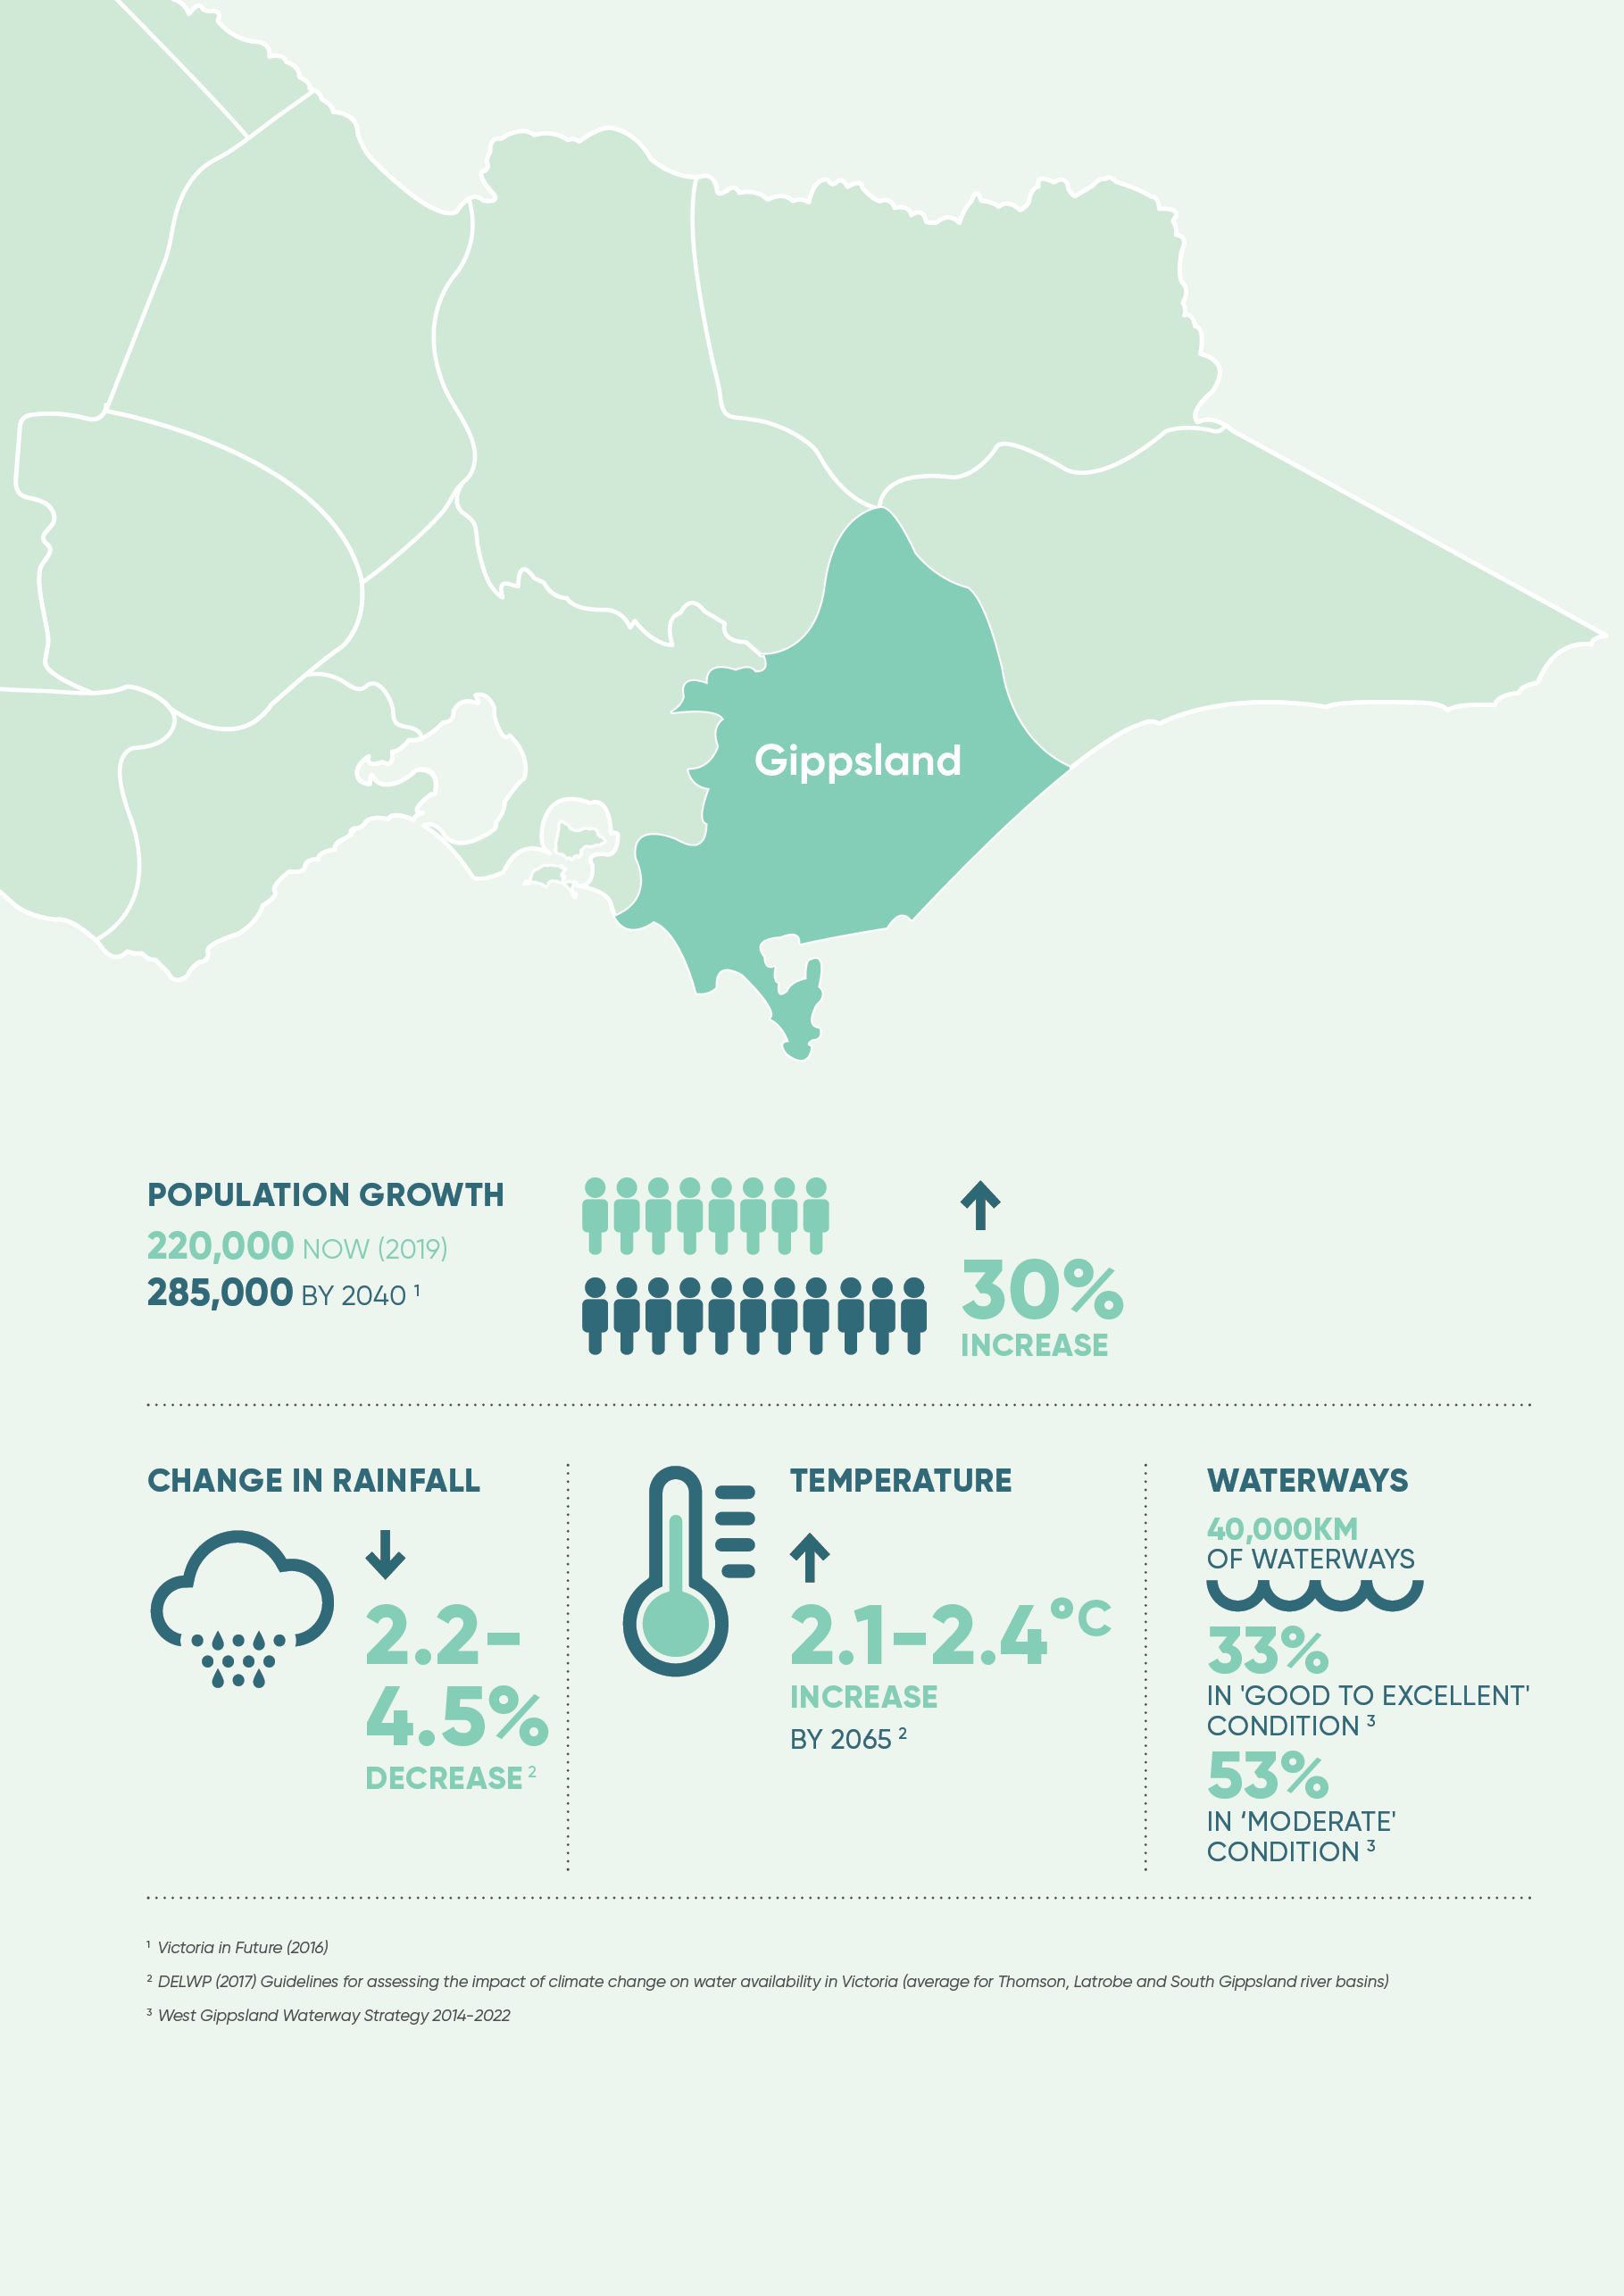 Gippsland
POPULATION GROWTH
220,000 NOW (2019)
285,000 BY 2040 ¹
30%
INCREASE
CHANGE IN RAINFALL
2.2-
4.5%
DECREASE ²
TEMPERATURE
2.1-2.4°C
INCREASE
BY 2065 ²
WATERWAYS
40,000KM
OF WATERWAYS
33%
IN 'GOOD TO EXCELLENT'
CONDITION ³
53%
IN ‘MODERATE'
CONDITION ³
¹ Victoria in Future (2016)
² DELWP (2017) Guidelines for assessing the impact of climate change on water availability in Victoria (average for Thomson, Latrobe and South Gippsland river basins)
³ West Gippsland Waterway Strategy 2014-2022